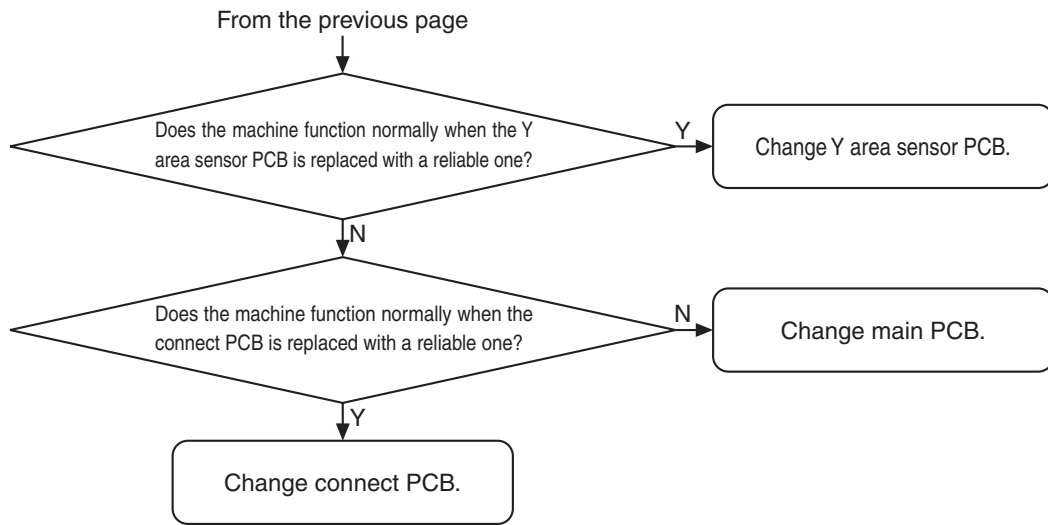 From the previous page
Does the machine function normally when the Y
area sensor PCB is replaced with a reliable one?
Y
Change Y area sensor PCB.
N
Does the machine function normally when the
connect PCB is replaced with a reliable one?
N
Change main PCB.
Y
Change connect PCB.